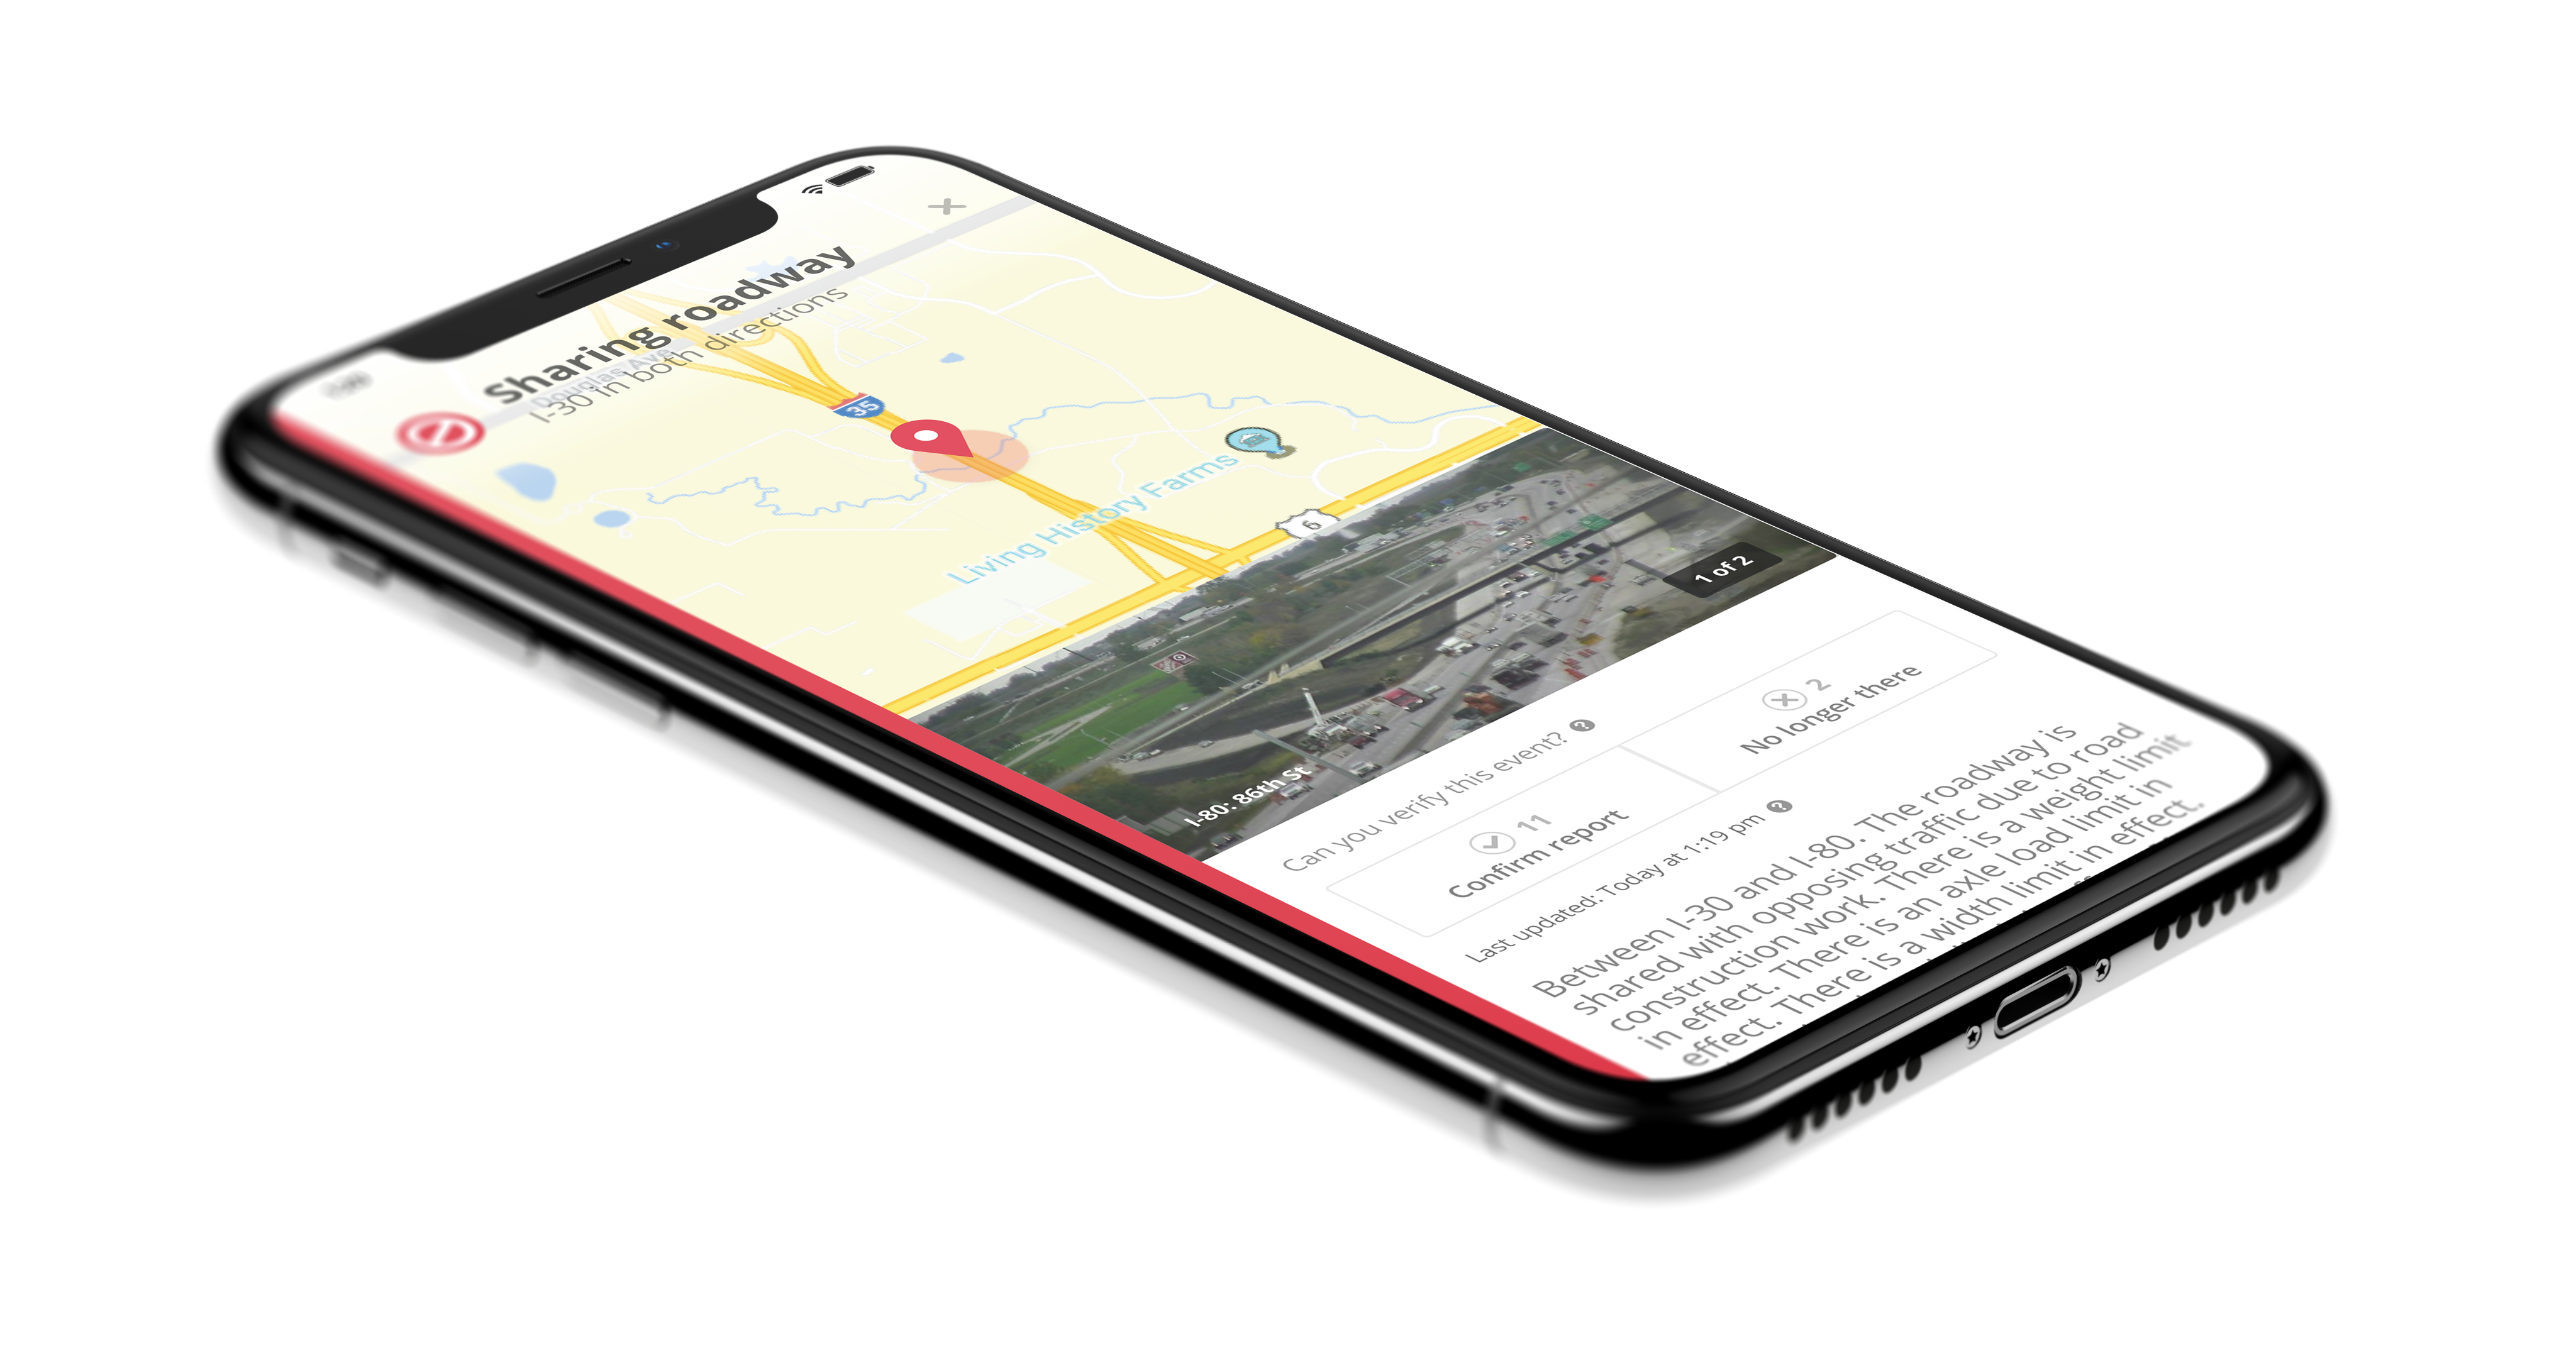 Sharing roadway
I-30 in both directions
Douglas Ave
35
Living History Farms
6
1 of 2
I-80: 86th St
Can you verify this event? ?
11
Confirm report
2
No longer there
Last updated: Today at 1:19 pm ?
Between I-30 and I-80. The roadway is
shared with opposing traffic due to road
construction work. There is a weight limit
in effect. There is an axle load limit in
effect. There is a width limit in effect.